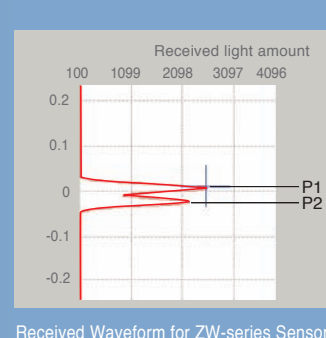 Received light amount
100 1099 2098 3097 4096
0.2
0.1
0
P1
P2
-0.1
-0.2
Received Waveform for ZW-series Sensor